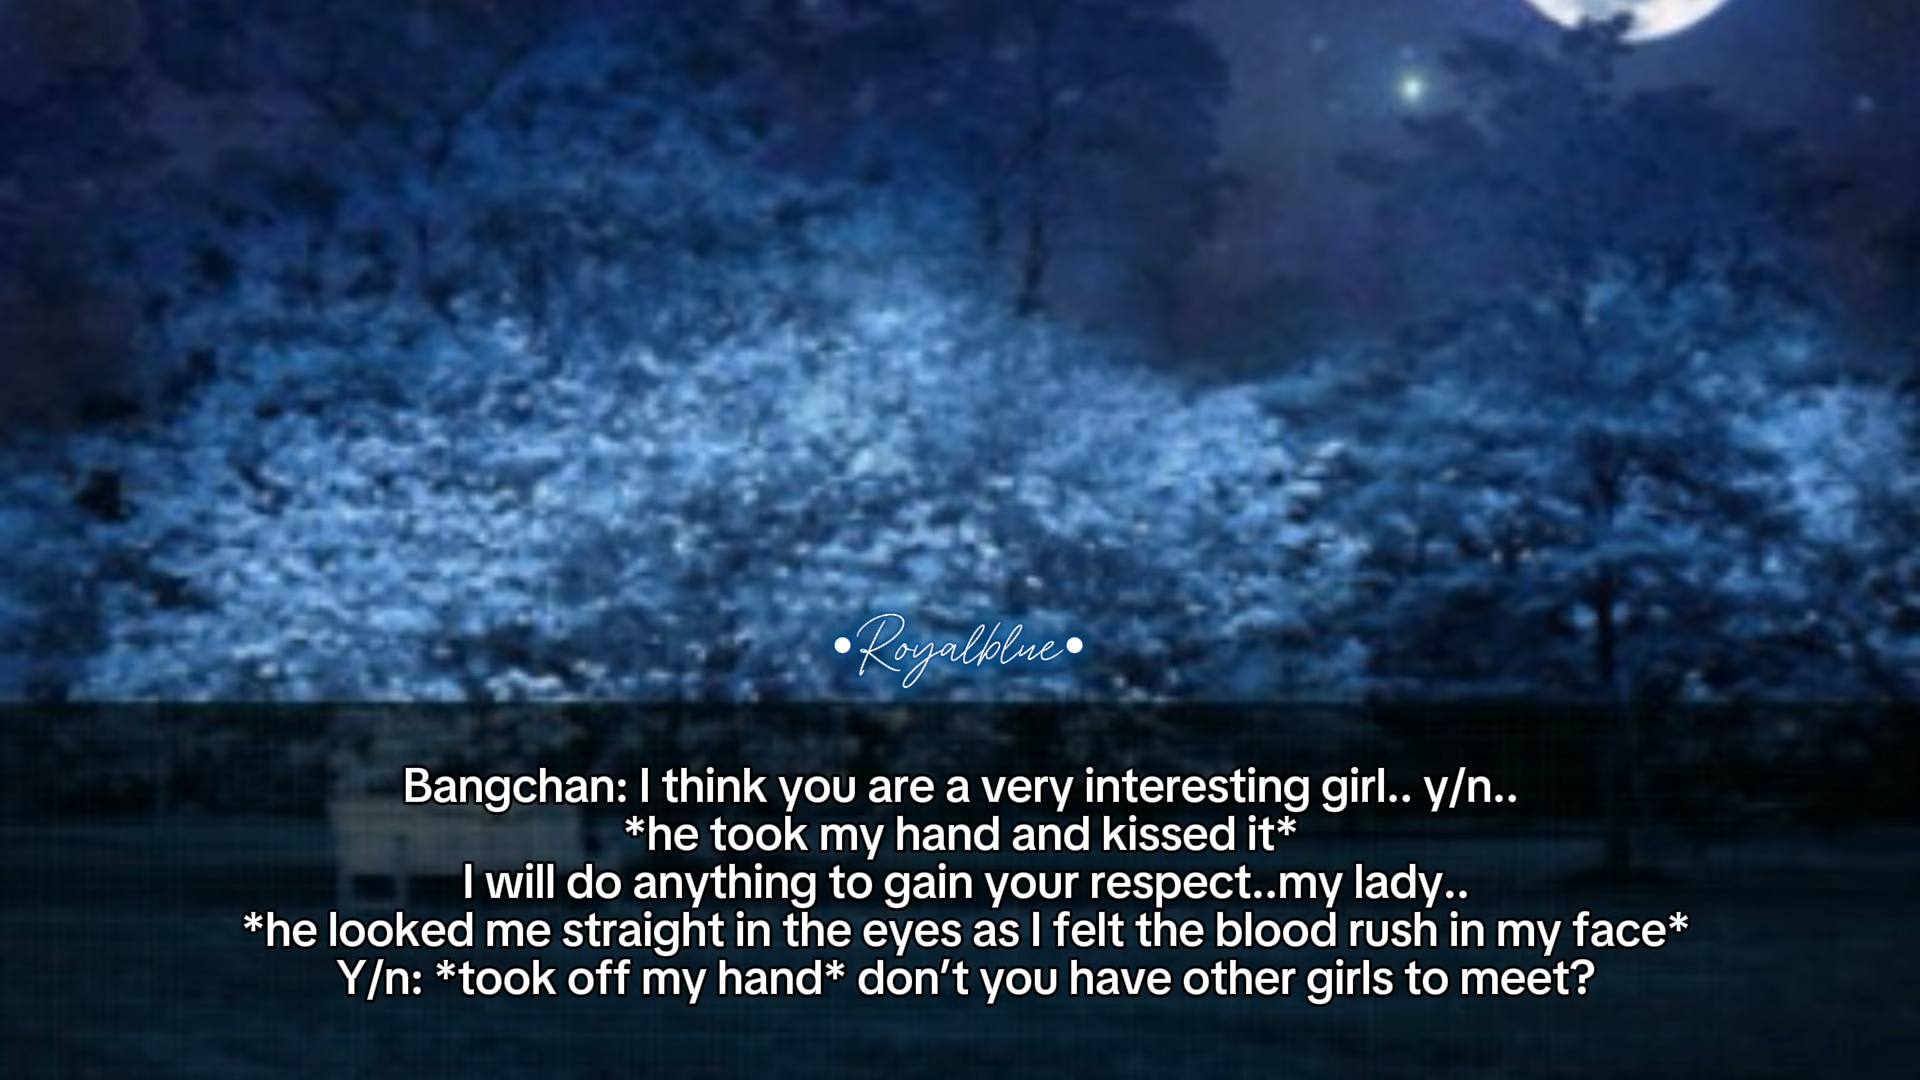 •Royalblue•
Bangchan: I think you are a very interesting girl.. y/n..
*he took my hand and kissed it*
I will do anything to gain your respect..my lady..
*he looked me straight in the eyes as I felt the blood rush in my face*
Y/n: *took off my hand* don’t you have other girls to meet?